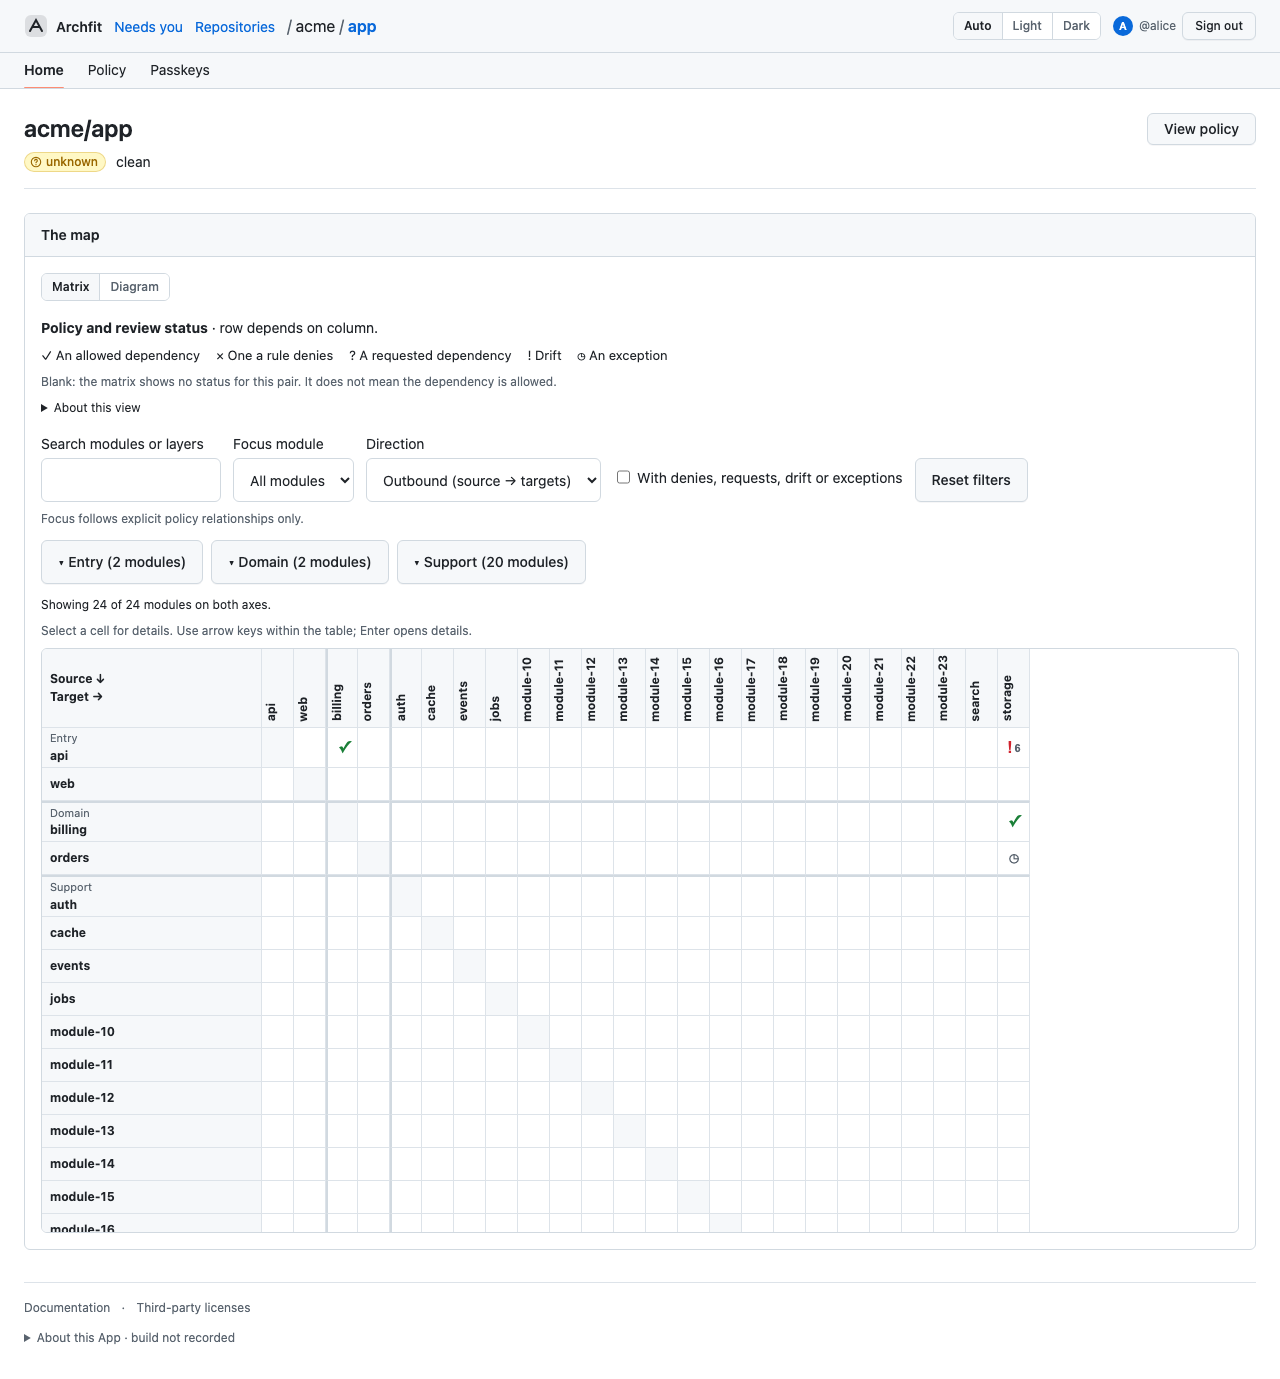 Archfit Needs you Repositories / acme / app Auto Light Dark A @alice Sign out
Home Policy Passkeys
acme/app View policy
unknown clean
The map
Matrix Diagram
Policy and review status · row depends on column.
✓ An allowed dependency × One a rule denies ? A requested dependency ! Drift ◷ An exception
Blank: the matrix shows no status for this pair. It does not mean the dependency is allowed.
▶ About this view
Search modules or layers Focus module Direction
All modules Outbound (source → targets) With denies, requests, drift or exceptions Reset filters
Focus follows explicit policy relationships only.
▾ Entry (2 modules) ▾ Domain (2 modules) ▾ Support (20 modules)
Showing 24 of 24 modules on both axes.
Select a cell for details. Use arrow keys within the table; Enter opens details.
Source ↓
Target →
api web billing orders auth cache events jobs module-10 module-11 module-12 module-13 module-14 module-15 module-16 module-17 module-18 module-19 module-20 module-21 module-22 module-23 search storage
Entry
api ✓ ! 6
web
Domain
billing ✓
orders ◷
Support
auth
cache
events
jobs
module-10
module-11
module-12
module-13
module-14
module-15
module-16
Documentation · Third-party licenses
▶ About this App · build not recorded